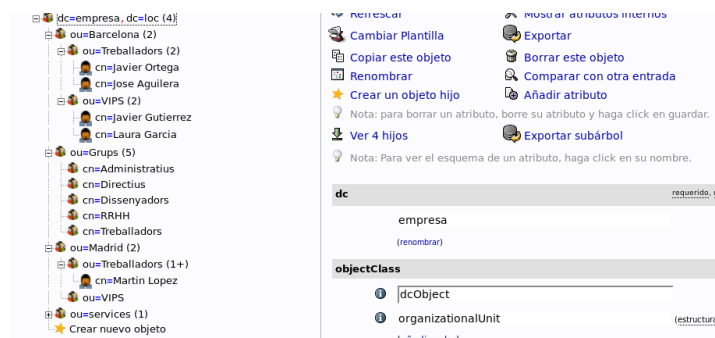 dc=empresa, dc=loc (4)
ou=Barcelona (2)
ou=Treballadors (2)
cn=Javier Ortega
cn=Jose Aguilera
ou=VIPS (2)
cn=Javier Gutierrez
cn=Laura Garcia
ou=Grups (5)
cn=Administratius
cn=Directius
cn=Dissenyadors
cn=RRHH
cn=Treballadors
ou=Madrid (2)
ou=Treballadors (1+)
cn=Martin Lopez
ou=VIPS
ou=services (1)
Crear nuevo objeto
Refrescar
Mostrar atributos internos
Cambiar Plantilla
Exportar
Copiar este objeto
Borrar este objeto
Renombrar
Comparar con otra entrada
Crear un objeto hijo
Añadir atributo
Nota: para borrar un atributo, borre su atributo y haga click en guardar.
Ver 4 hijos
Exportar subárbol
Nota: Para ver el esquema de un atributo, haga click en su nombre.
dc
requerido,
empresa
(renombrar)
objectClass
dcObject
organizationalUnit
(estructura